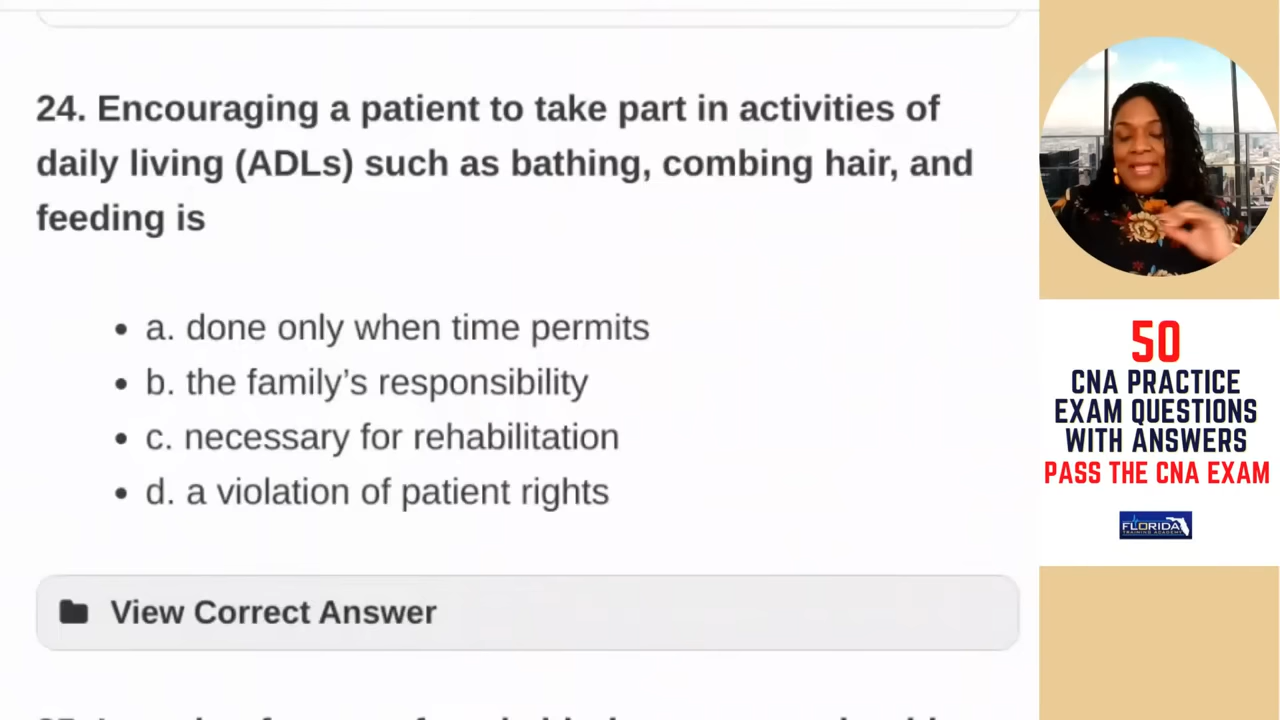 24. Encouraging a patient to take part in activities of
daily living (ADLs) such as bathing, combing hair, and
feeding is
• a. done only when time permits
• b. the family's responsibility
• c. necessary for rehabilitation
• d. a violation of patient rights
View Correct Answer
50
CNA PRACTICE
EXAM QUESTIONS
WITH ANSWERS
PASS THE CNA EXAM
FLORIDA
TRAINING ACADEMY